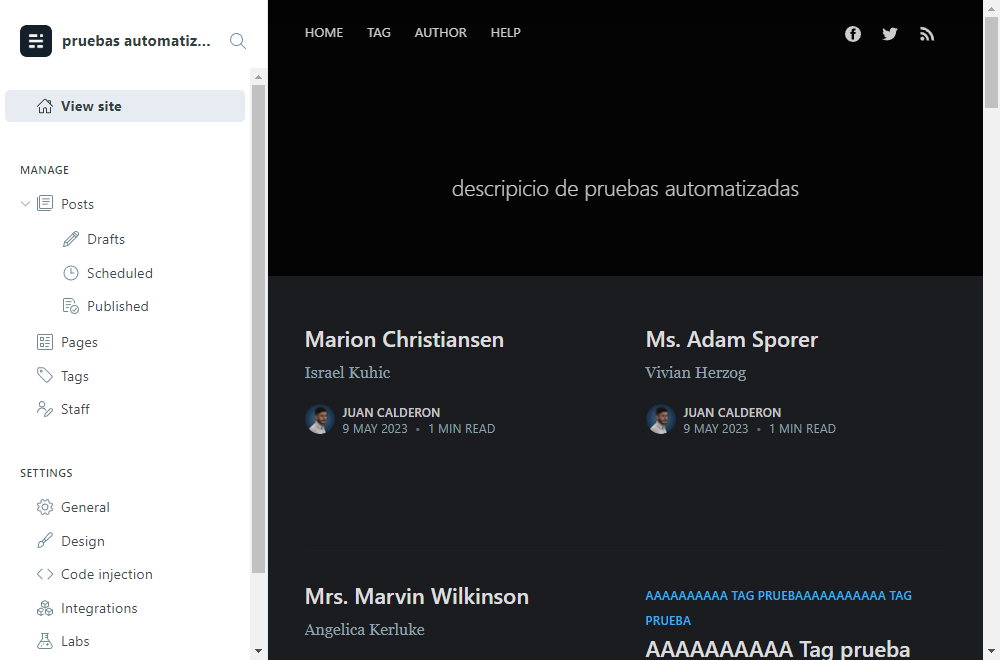 pruebas automatiz...
View site
MANAGE
Posts
Drafts
Scheduled
Published
Pages
Tags
Staff
SETTINGS
General
Design
Code injection
Integrations
Labs
HOME TAG AUTHOR HELP
descripicio de pruebas automatizadas
Marion Christiansen
Israel Kuhic
JUAN CALDERON
9 MAY 2023 • 1 MIN READ
Ms. Adam Sporer
Vivian Herzog
JUAN CALDERON
9 MAY 2023 • 1 MIN READ
Mrs. Marvin Wilkinson
Angelica Kerluke
AAAAAAAAAA TAG PRUEBAAAAAAAAAAA TAG
PRUEBA
AAAAAAAAAA Tag prueba